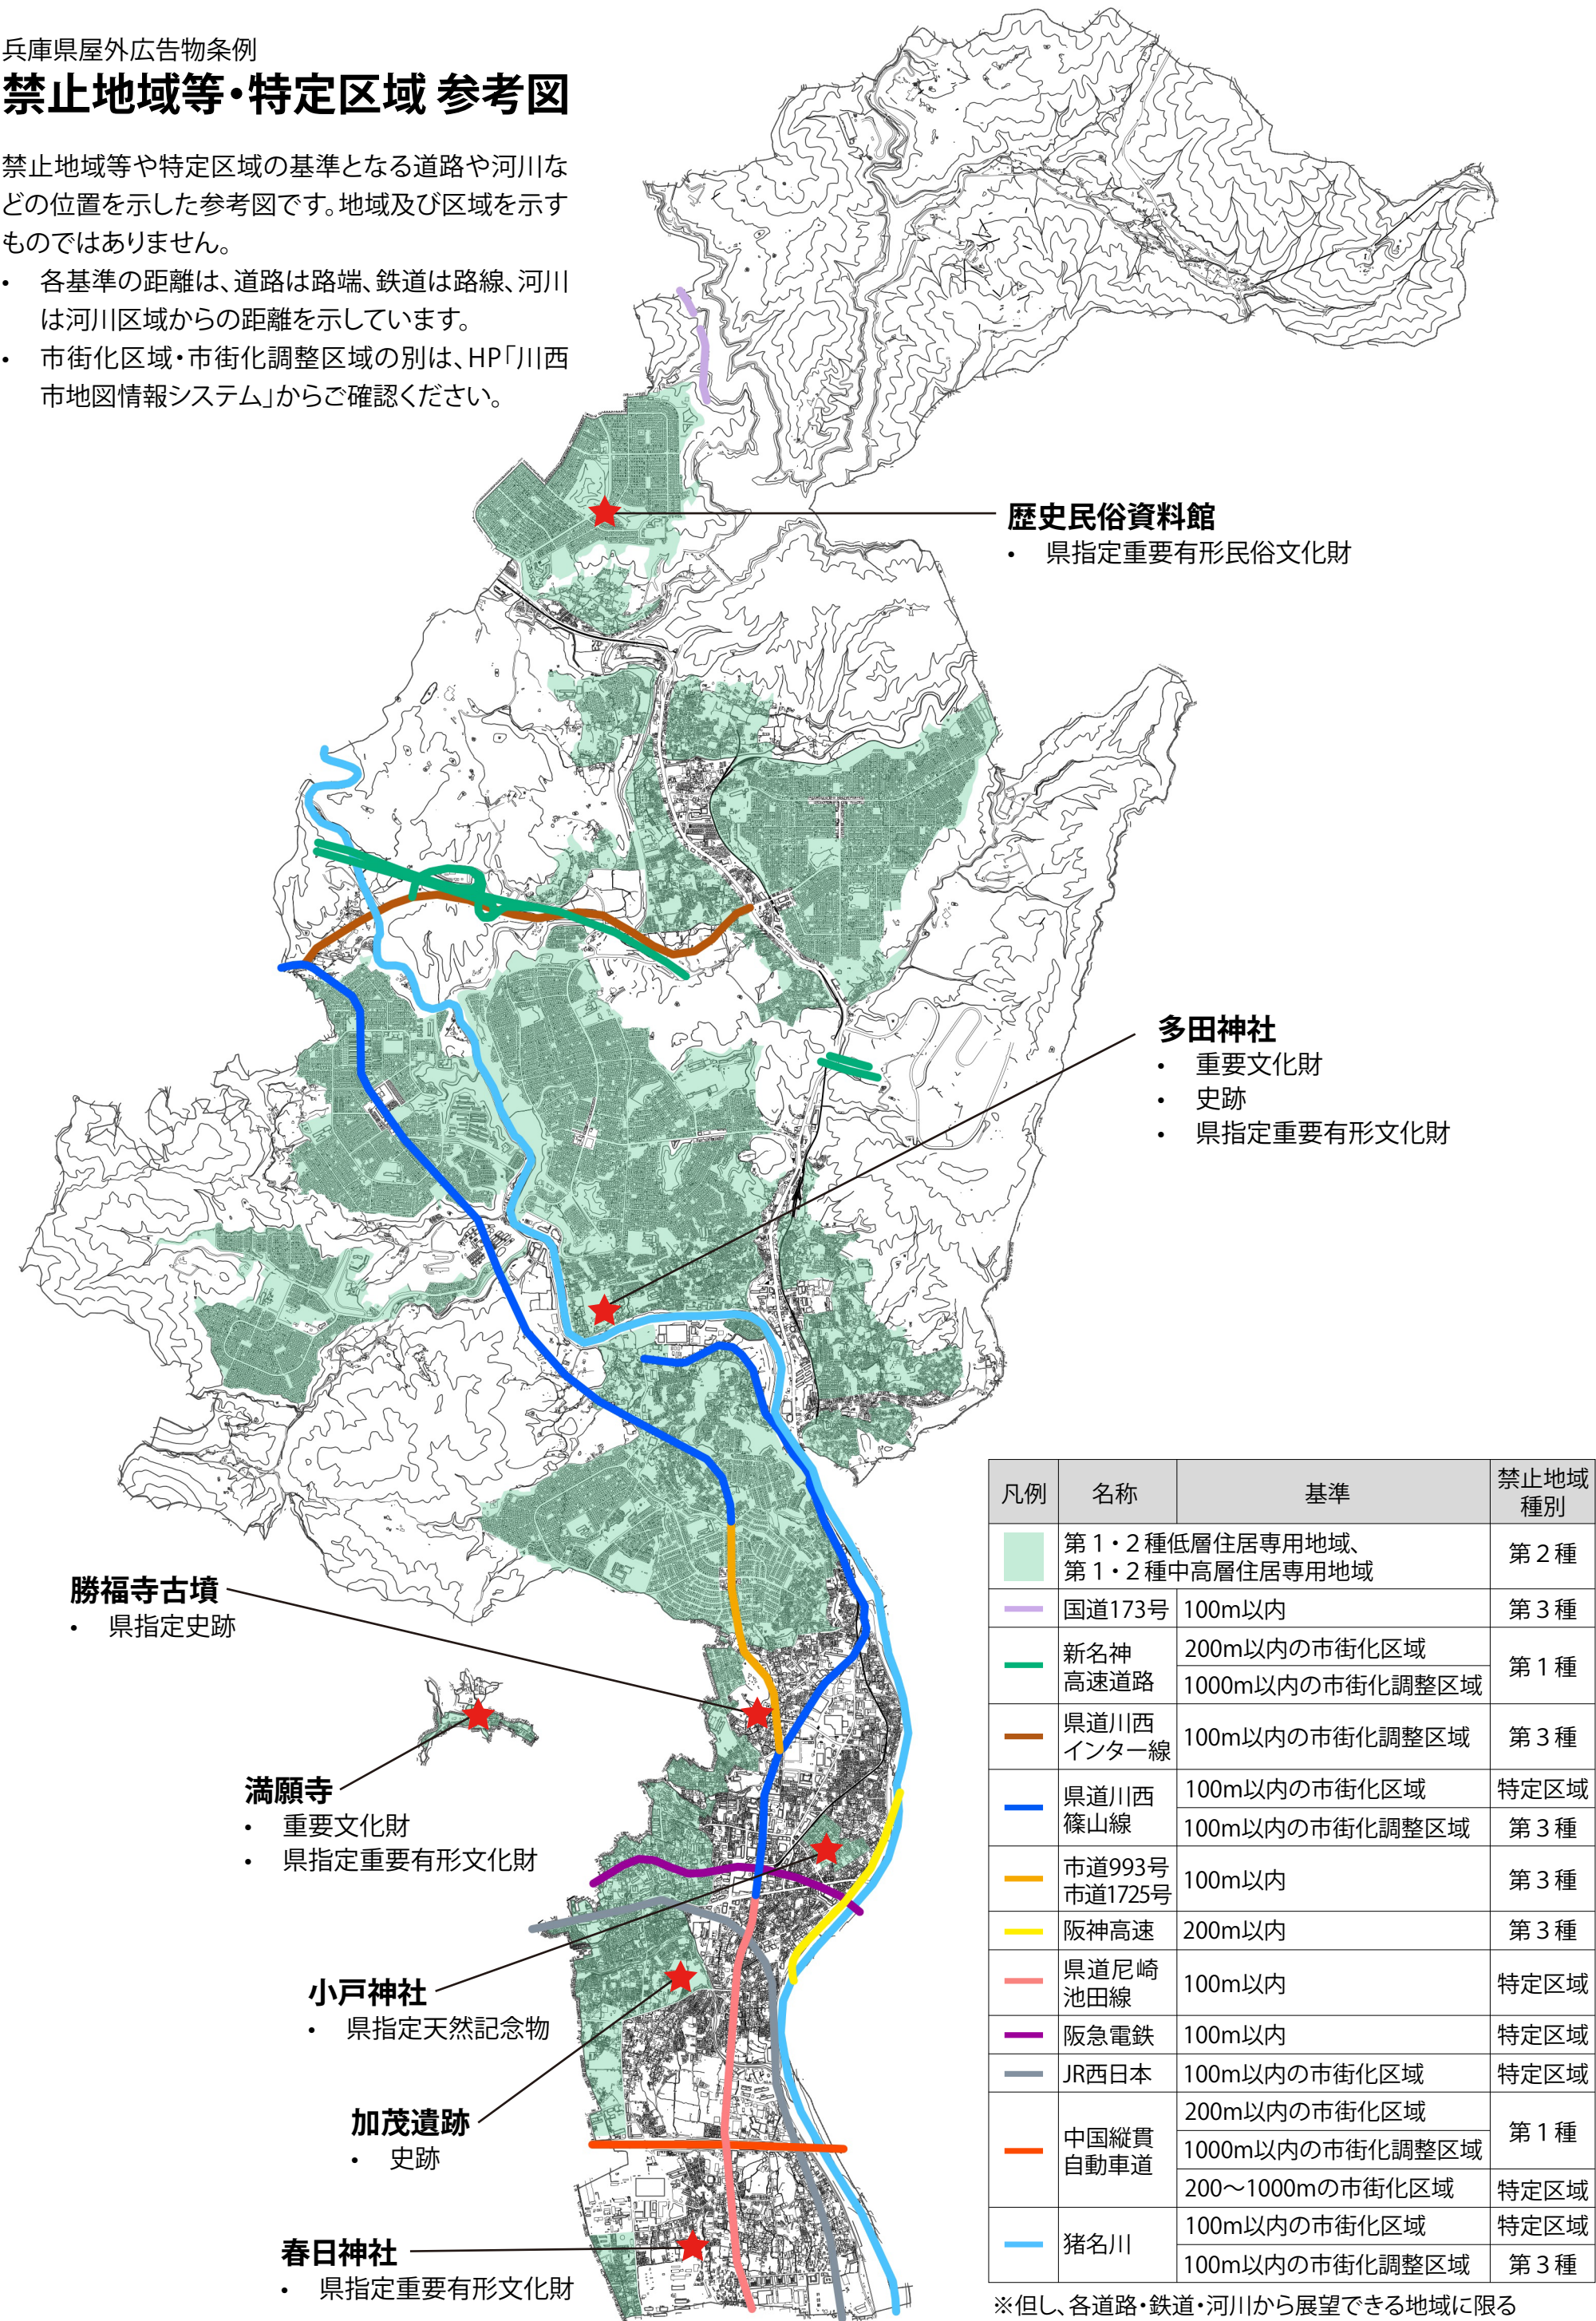 兵庫県屋外広告物条例
禁止地域等・特定区域 参考図
禁止地域等や特定区域の基準となる道路や河川な
どの位置を示した参考図です。地域及び区域を示す
ものではありません。
・ 各基準の距離は、道路は路端、鉄道は路線、河川
は河川区域からの距離を示しています。
・ 市街化区域・市街化調整区域の別は、HP「川西
市地図情報システム」からご確認ください。
歴史民俗資料館
・ 県指定重要有形民俗文化財
多田神社
・ 重要文化財
・ 史跡
・ 県指定重要有形文化財
勝福寺古墳
・ 県指定史跡
満願寺
・ 重要文化財
・ 県指定重要有形文化財
小戸神社
・ 県指定天然記念物
加茂遺跡
・ 史跡
春日神社
・ 県指定重要有形文化財
凡例 名称 基準 禁止地域
種別
第1・2種低層住居専用地域、
第1・2種中高層住居専用地域 第2種
国道173号 100m以内 第3種
新名神
高速道路
200m以内の市街化区域
1000m以内の市街化調整区域
第1種
県道川西
インター線
100m以内の市街化調整区域 第3種
県道川西
篠山線
100m以内の市街化区域 特定区域
100m以内の市街化調整区域 第3種
市道993号
市道1725号
100m以内 第3種
阪神高速 200m以内 第3種
県道尼崎
池田線
100m以内 特定区域
阪急電鉄 100m以内 特定区域
JR西日本 100m以内の市街化区域 特定区域
中国縦貫
自動車道
200m以内の市街化区域
1000m以内の市街化調整区域
第1種
200～1000mの市街化区域 特定区域
猪名川
100m以内の市街化区域 特定区域
100m以内の市街化調整区域 第3種
※但し、各道路・鉄道・河川から展望できる地域に限る